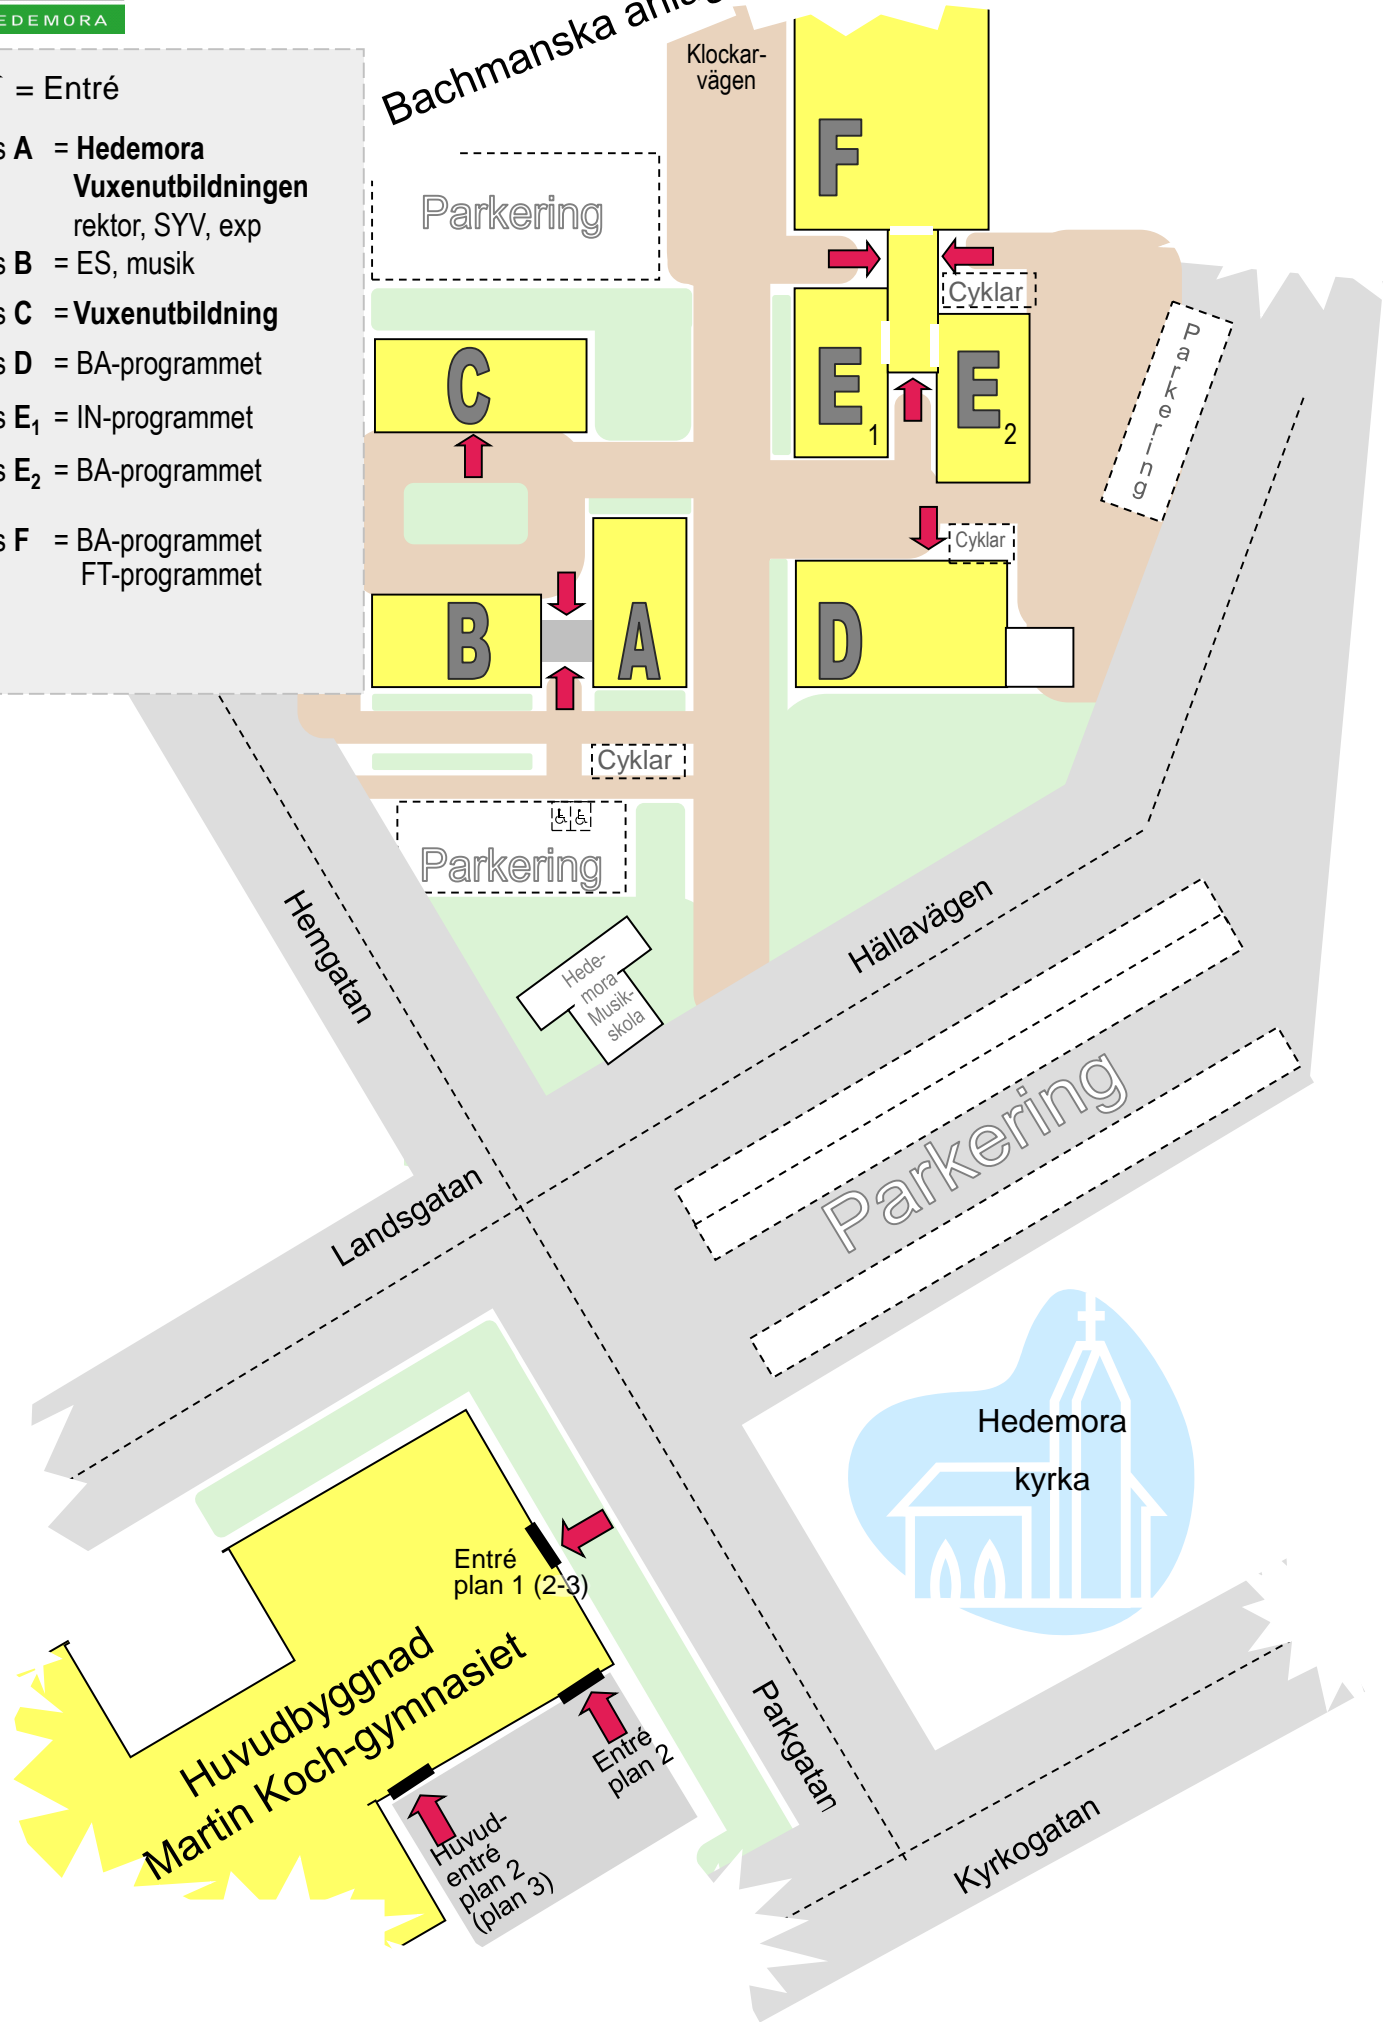 EDEMORA
= Entré
s A = Hedemora
Vuxenutbildningen
rektor, SYV, exp
s B = ES, musik
s C = Vuxenutbildning
s D = BA-programmet
s E1 = IN-programmet
s E2 = BA-programmet
s F = BA-programmet
FT-programmet
Bachmanska
Klockar-
vägen
F
Parkering
Cyklar
C
E1
E2
Parkering
Cyklar
B
A
D
Cyklar
Parkering
Hemgatan
Hällavägen
Hede-
mora
Musik-
skola
Parkering
Landsgatan
Hedemora
kyrka
Entré
plan 1 (2-3)
Huvudbyggnad
Martin Koch-gymnasiet
Entré
plan 2
Parkgatan
Huvud-
entré
plan 2
(plan 3)
Kyrkogatan